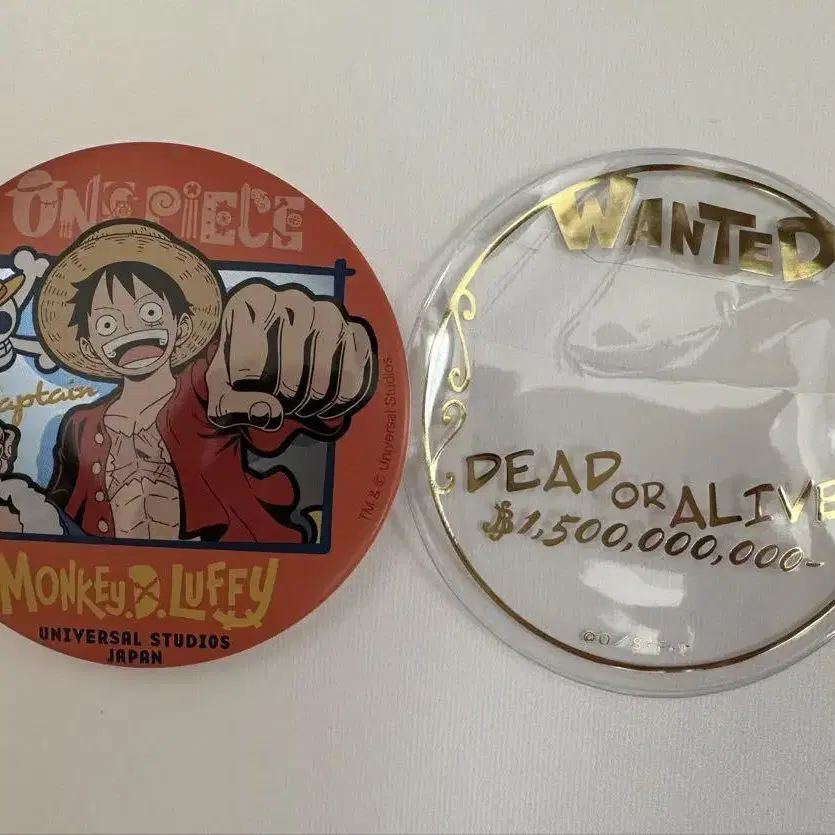 ONE PIECE
Captain
MONKEY.D.LUFFY
UNIVERSAL STUDIOS
JAPAN
TM & © Universal Studios
WANTED
DEAD OR ALIVE
1,500,000,000-